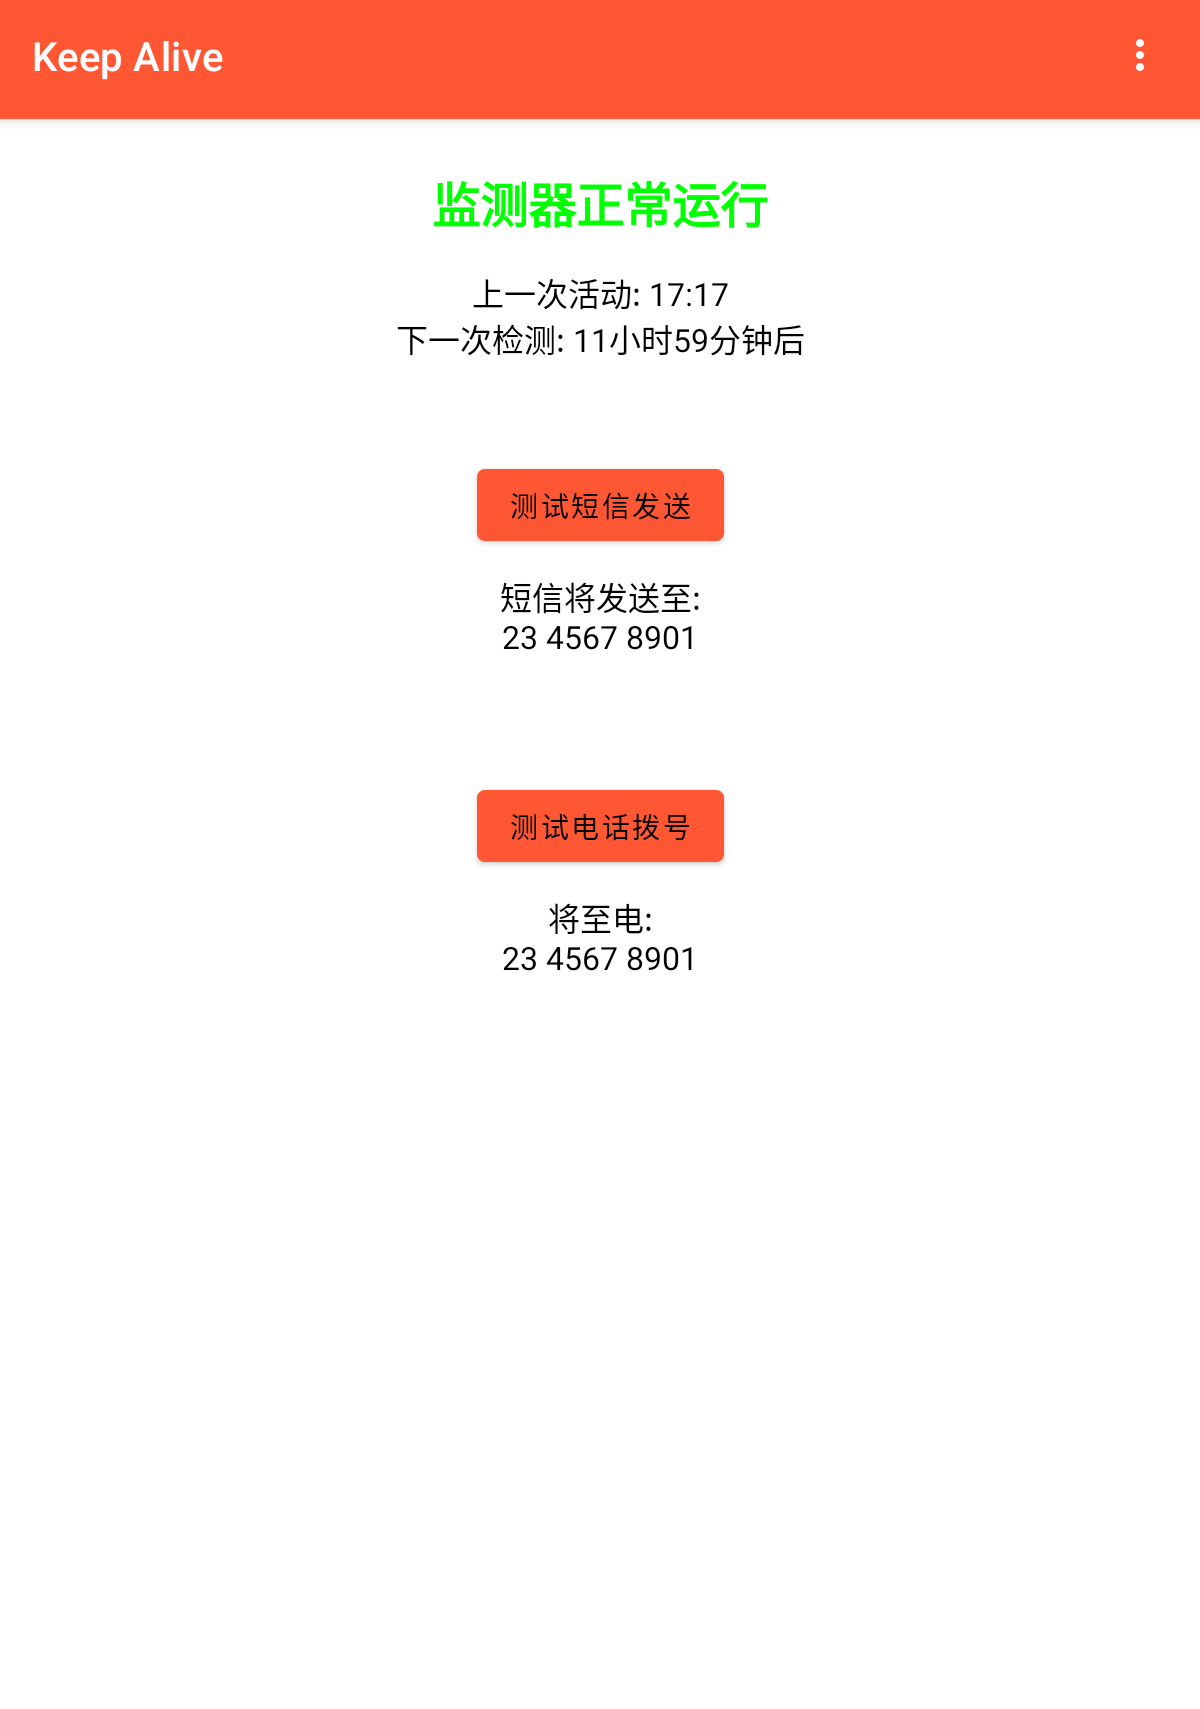 Keep Alive
监测器正常运行
上一次活动: 17:17
下一次检测: 11小时59分钟后
测试短信发送
短信将发送至:
23 4567 8901
测试电话拨号
将至电:
23 4567 8901